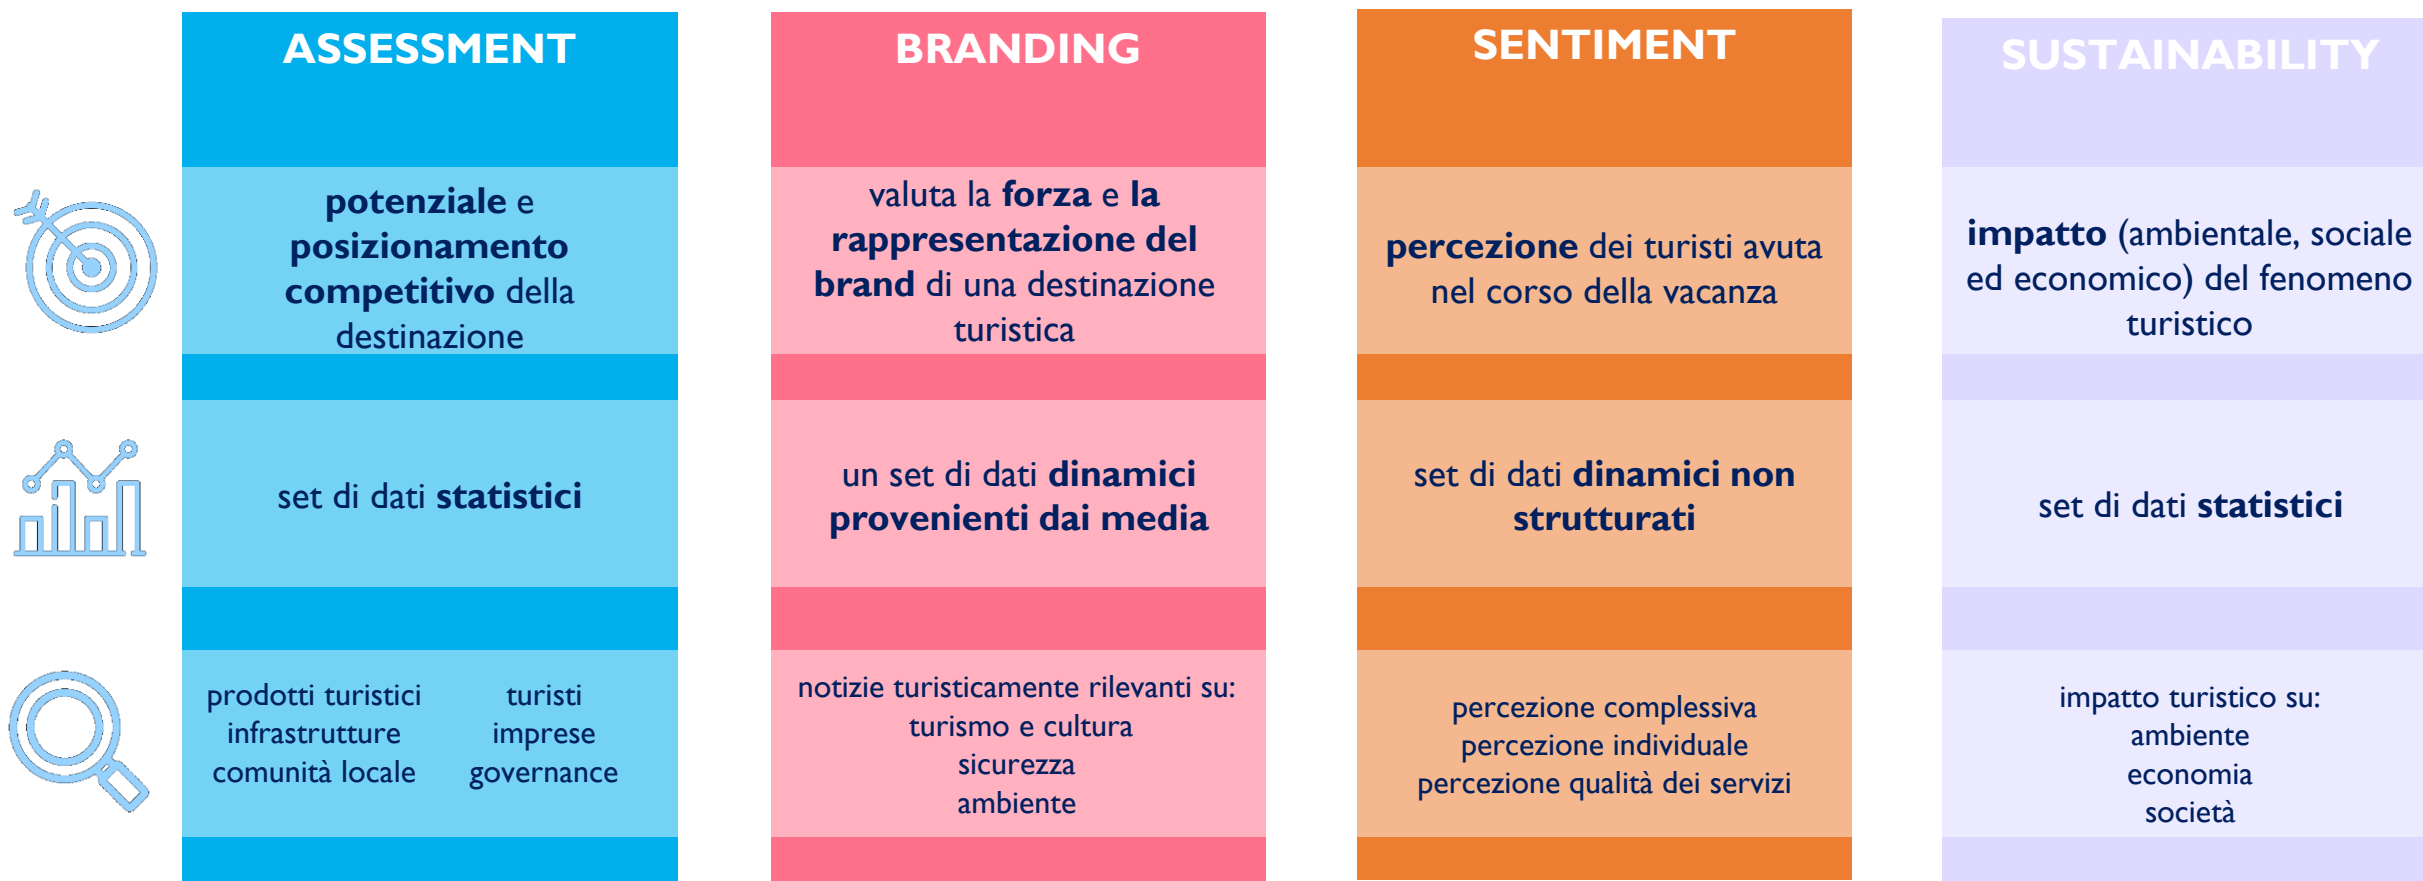 ASSESSMENT
potenziale e
posizionamento
competitivo della
destinazione
set di dati statistici
prodotti turistici
infrastrutture
comunità locale
turisti
imprese
governance
BRANDING
valuta la forza e la
rappresentazione del
brand di una destinazione
turistica
un set di dati dinamici
provenienti dai media
notizie turisticamente rilevanti su:
turismo e cultura
sicurezza
ambiente
SENTIMENT
percezione dei turisti avuta
nel corso della vacanza
set di dati dinamici non
strutturati
percezione complessiva
percezione individuale
percezione qualità dei servizi
SUSTAINABILITY
impatto (ambientale, sociale
ed economico) del fenomeno
turistico
set di dati statistici
impatto turistico su:
ambiente
economia
società